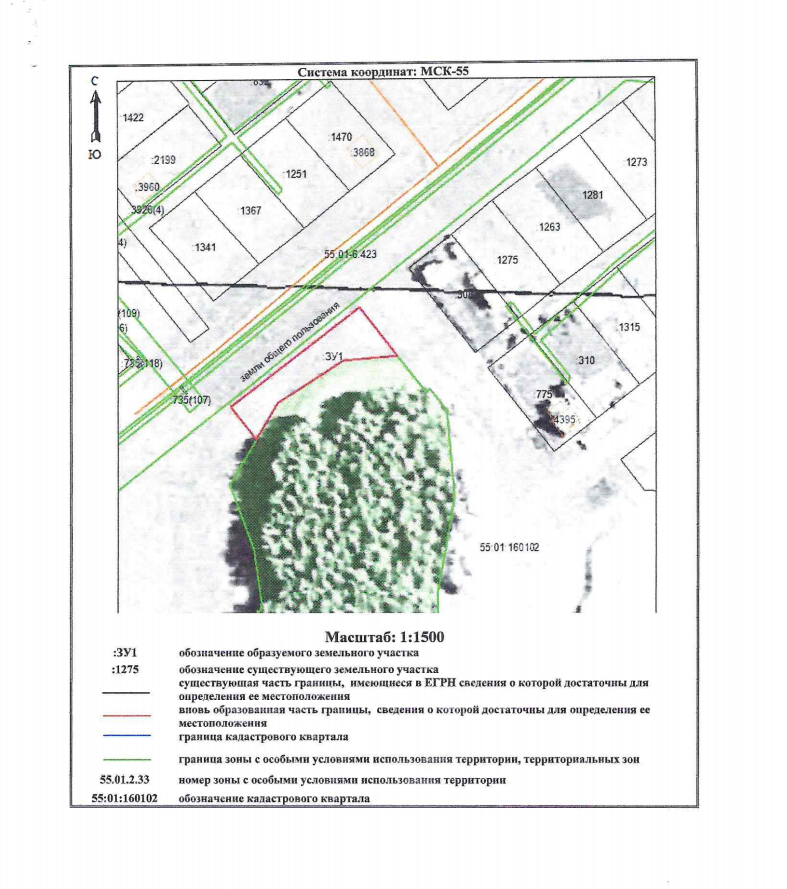 Система координат: МСК-55
С
Ю
1422
:2199
.3960
3926(4)
4)
1470
.3868
:1251
1367
:1341
55:01-6.423
1273
1281
1263
1275
1315
310
775
4395
земли общего пользования
:ЗУ1
(109)
6)
:735(118)
:735(107)
55:01:160102
Масштаб: 1:1500
:ЗУ1 обозначение образуемого земельного участка
:1275 обозначение существующего земельного участка
существующая часть границы, имеющиеся в ЕГРН сведения о которой достаточны для
определения ее местоположения
вновь образованная часть границы, сведения о которой достаточны для определения ее
местоположения
граница кадастрового квартала
граница зоны с особыми условиями использования территории, территориальных зон
55.01.2.33 номер зоны с особыми условиями использования территории
55:01:160102 обозначение кадастрового квартала